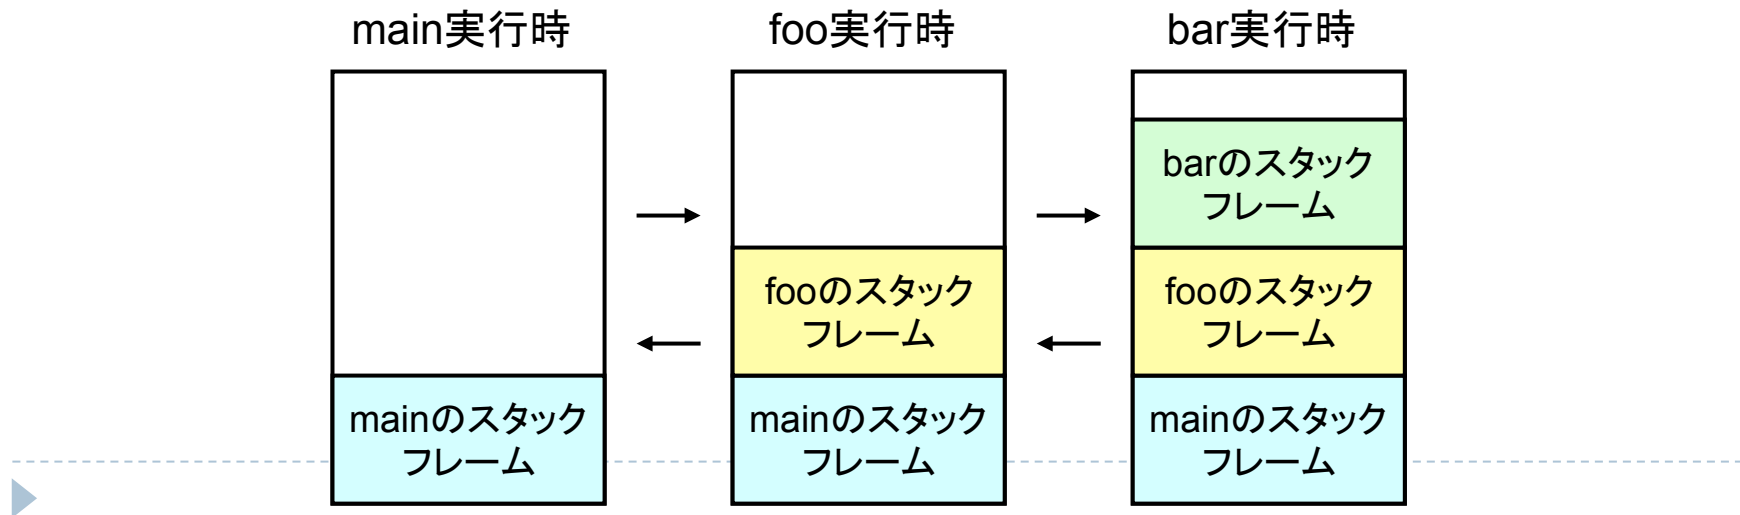 main実行時
foo実行時
bar実行時
mainのスタック
フレーム
fooのスタック
フレーム
mainのスタック
フレーム
barのスタック
フレーム
fooのスタック
フレーム
mainのスタック
フレーム